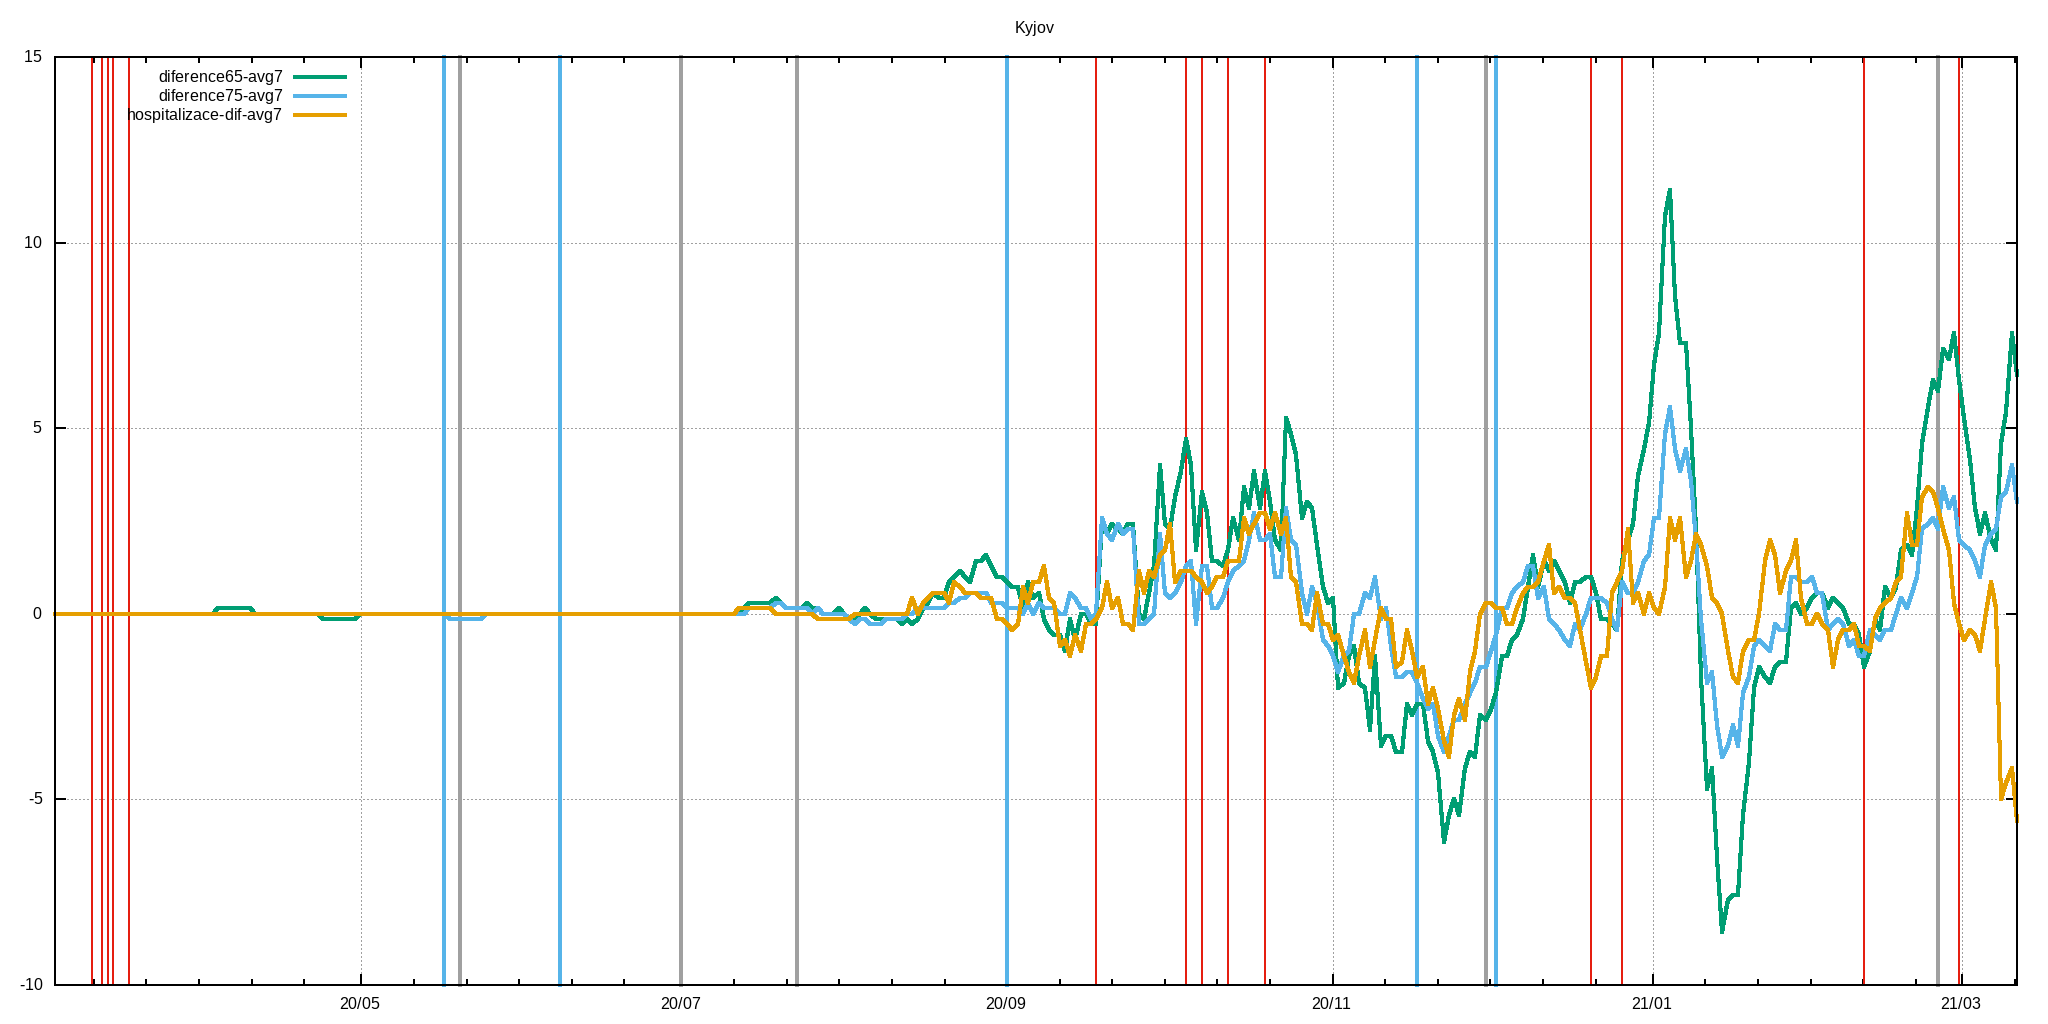 Kyjov
15
diference65-avg7
diference75-avg7
hospitalizace-dif-avg7
10
5
0
-5
-10
20/05 20/07 20/09 20/11 21/01 21/03